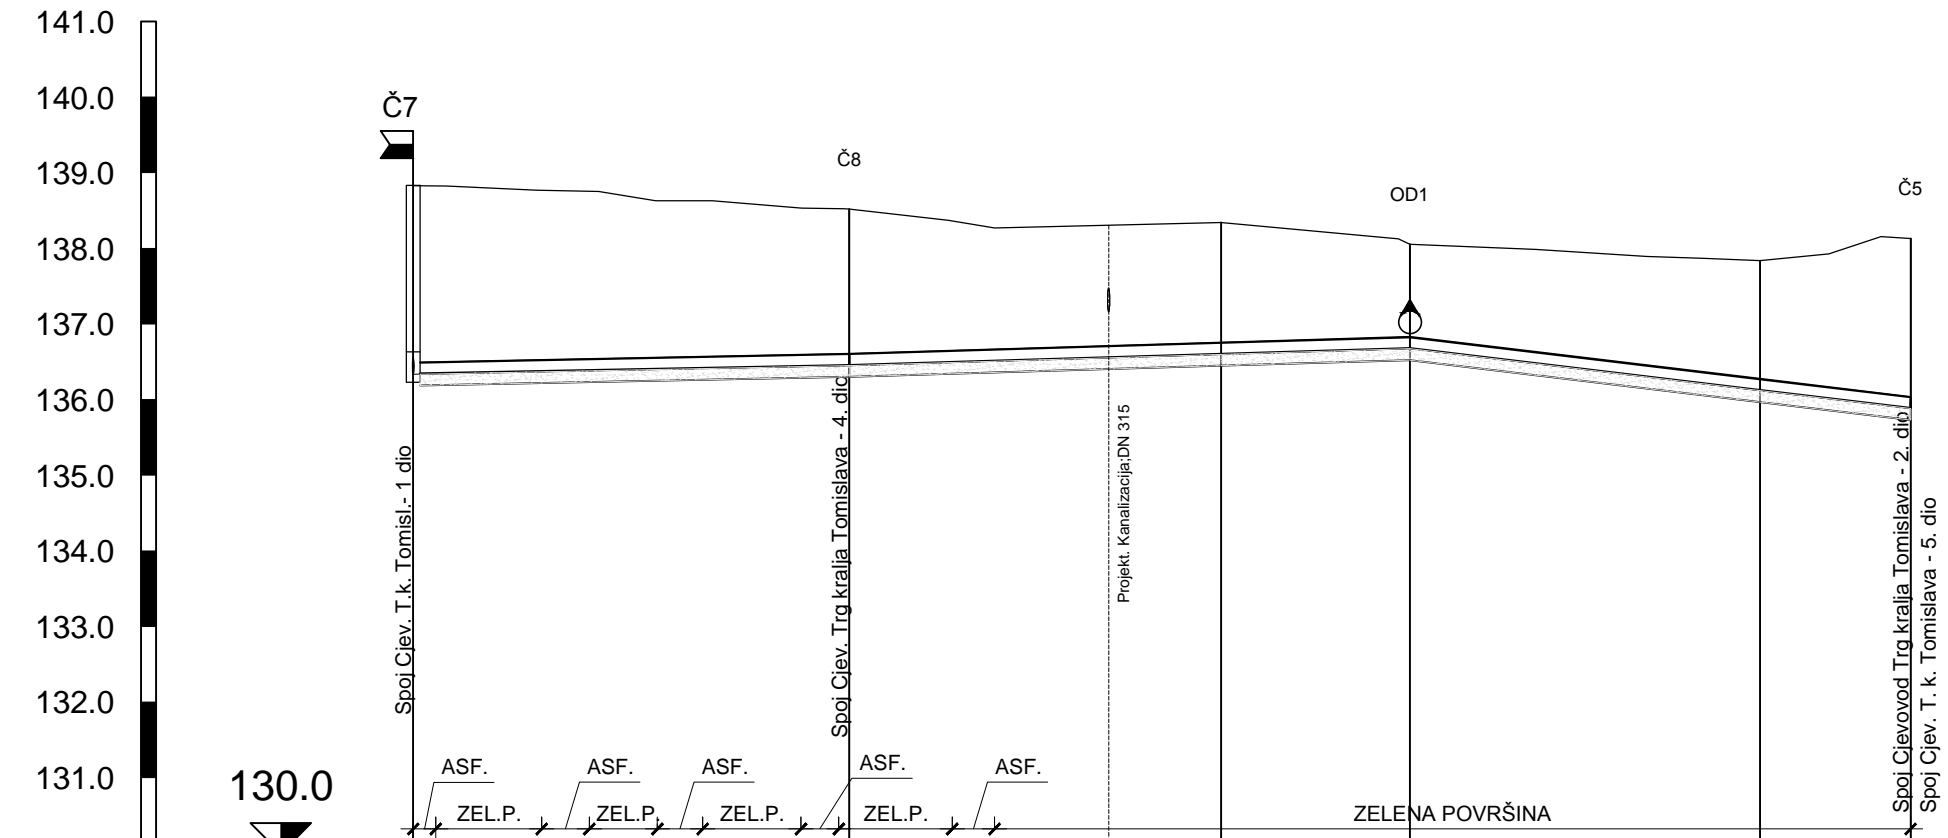 141.0
140.0
139.0
138.0
137.0
136.0
135.0
134.0
133.0
132.0
131.0
130.0
Č7
Č8
OD1
Č5
Spoj Cjev. T.k. Tomisl.- 1 dio
Spoj Cjev. Trg kralja Tomislava - 4. dio
Projekt. Kanalizacija;DN 315
Spoj Cjevovod Trg kralja Tomislava - 2. dio
Spoj Cjev. T. k. Tomislava - 5. dio
ASF.
ASF.
ASF.
ASF.
ASF.
ZEL.P.
ZEL.P.
ZEL.P.
ZEL.P.
ZELENA POVRŠINA